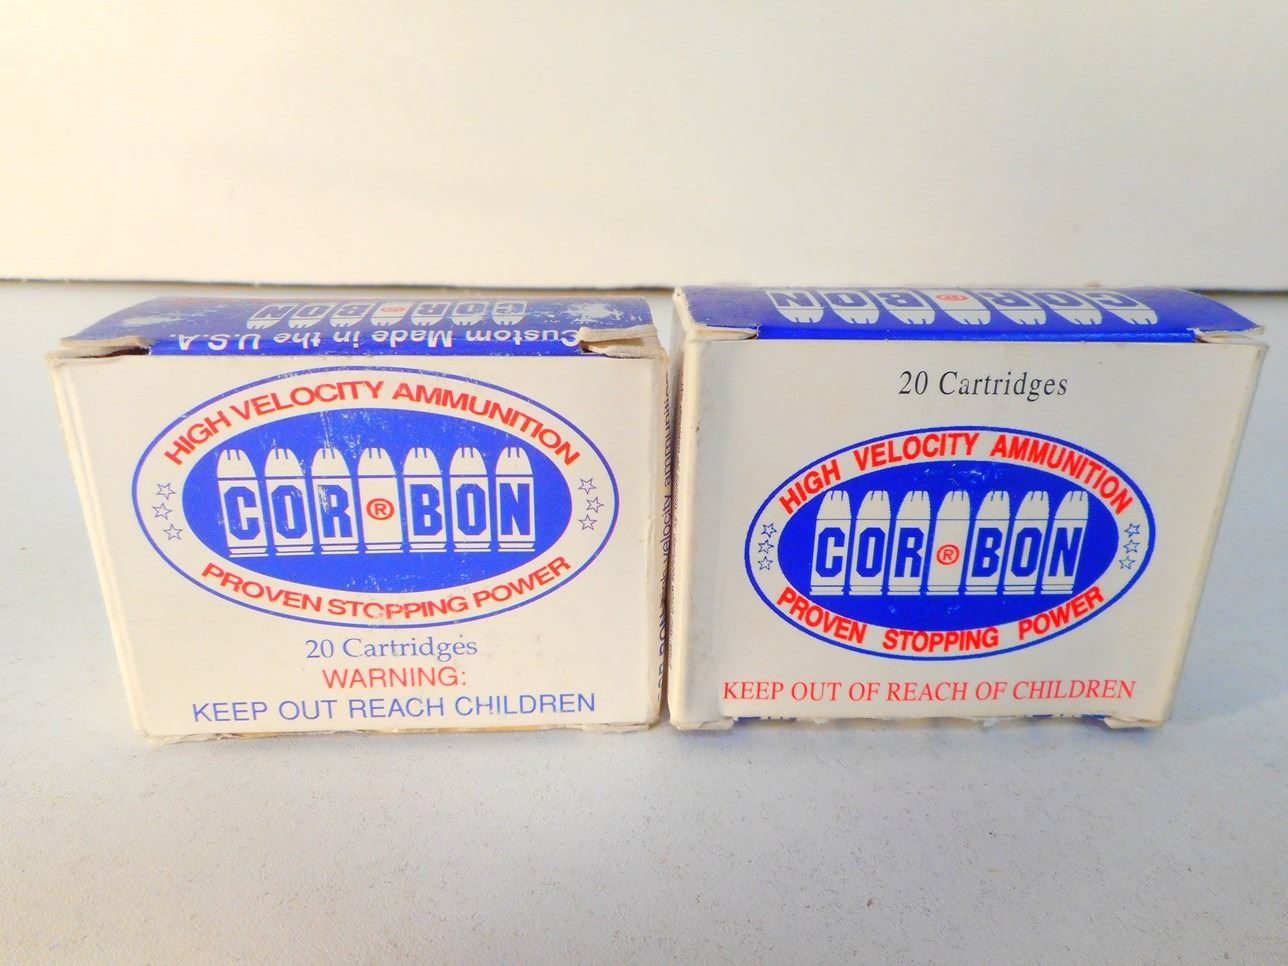 COR®BON
Custom Made in the U.S.A.
HIGH VELOCITY AMMUNITION
COR®BON
PROVEN STOPPING POWER
20 Cartridges
WARNING:
KEEP OUT REACH CHILDREN
COR®BON
20 Cartridges
HIGH VELOCITY AMMUNITION
COR®BON
PROVEN STOPPING POWER
KEEP OUT OF REACH OF CHILDREN